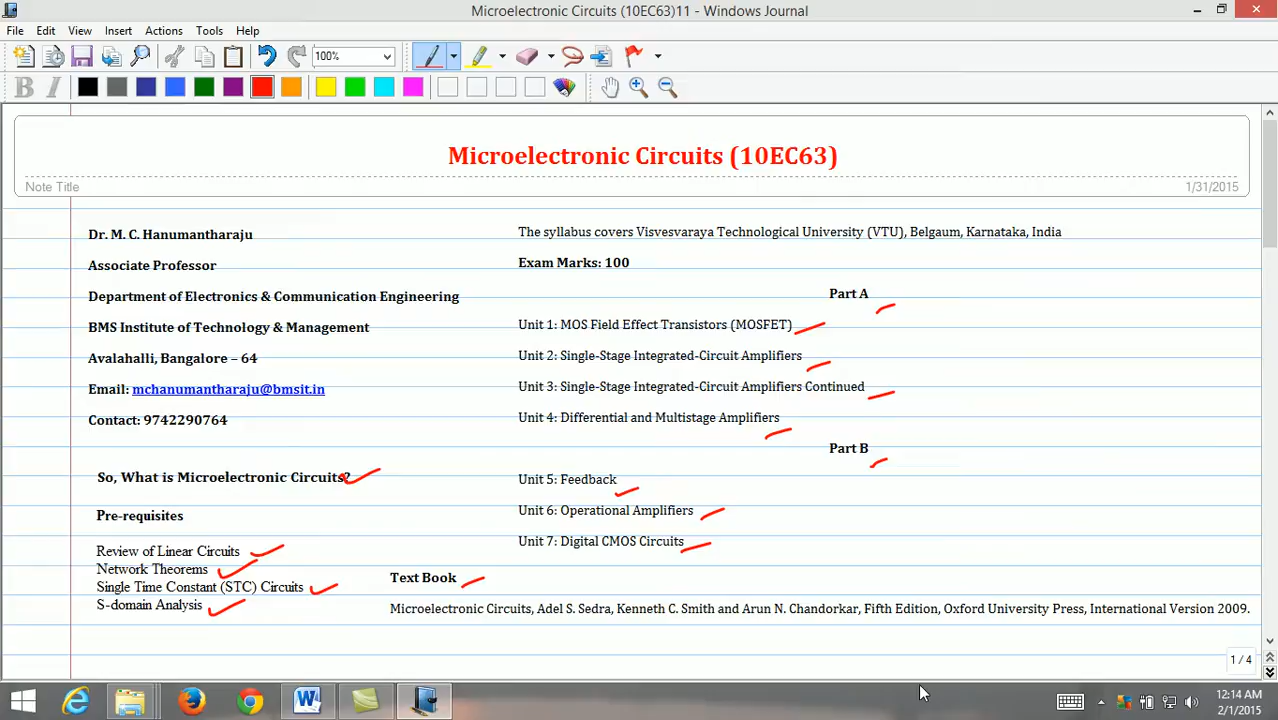 Microelectronic Circuits (10EC63)11 - Windows Journal
File Edit View Insert Actions Tools Help
100%
B I
Microelectronic Circuits (10EC63)
Note Title
1/31/2015
Dr. M. C. Hanumantharaju
Associate Professor
Department of Electronics & Communication Engineering
BMS Institute of Technology & Management
Avalahalli, Bangalore – 64
Email: mchanumantharaju@bmsit.in
Contact: 9742290764
So, What is Microelectronic Circuits?
Pre-requisites
Review of Linear Circuits
Network Theorems
Single Time Constant (STC) Circuits
S-domain Analysis
The syllabus covers Visvesvaraya Technological University (VTU), Belgaum, Karnataka, India
Exam Marks: 100
Part A
Unit 1: MOS Field Effect Transistors (MOSFET)
Unit 2: Single-Stage Integrated-Circuit Amplifiers
Unit 3: Single-Stage Integrated-Circuit Amplifiers Continued
Unit 4: Differential and Multistage Amplifiers
Part B
Unit 5: Feedback
Unit 6: Operational Amplifiers
Unit 7: Digital CMOS Circuits
Text Book
Microelectronic Circuits, Adel S. Sedra, Kenneth C. Smith and Arun N. Chandorkar, Fifth Edition, Oxford University Press, International Version 2009.
1 / 4
12:14 AM
2/1/2015